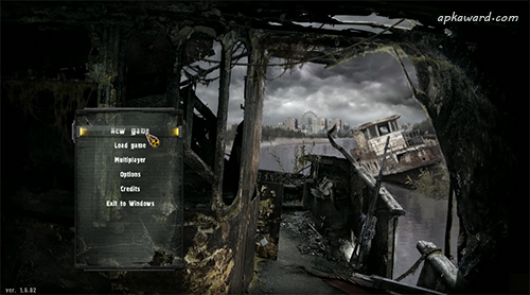 apkaward.com
New game
Load game
Multiplayer
Options
Credits
Exit to Windows
ver. 1.6.02